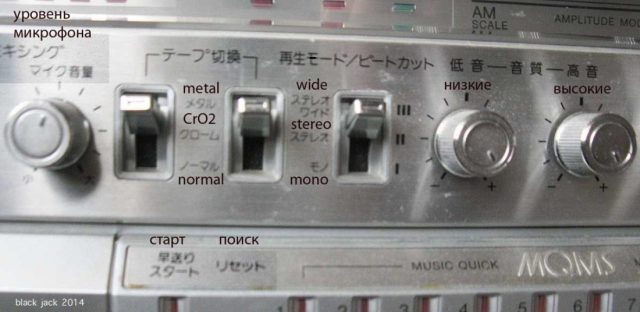 уровень
микрофона
AM
SCALE
AMPLITUDE MO
キシング
マイク音量
テープ切換
再生モード/ビートカット
低音 音質 高音
metal
メタル
CrO2
クローム
ノーマル
normal
wide
ステレオ
ワイド
stereo
ステレオ
モノ
mono
III
II
I
низкие
высокие
- +
- +
старт
поиск
早送り
スタート
リセット
MUSIC QUICK
MQMS
1 2 3 4 5 6 7
black jack 2014